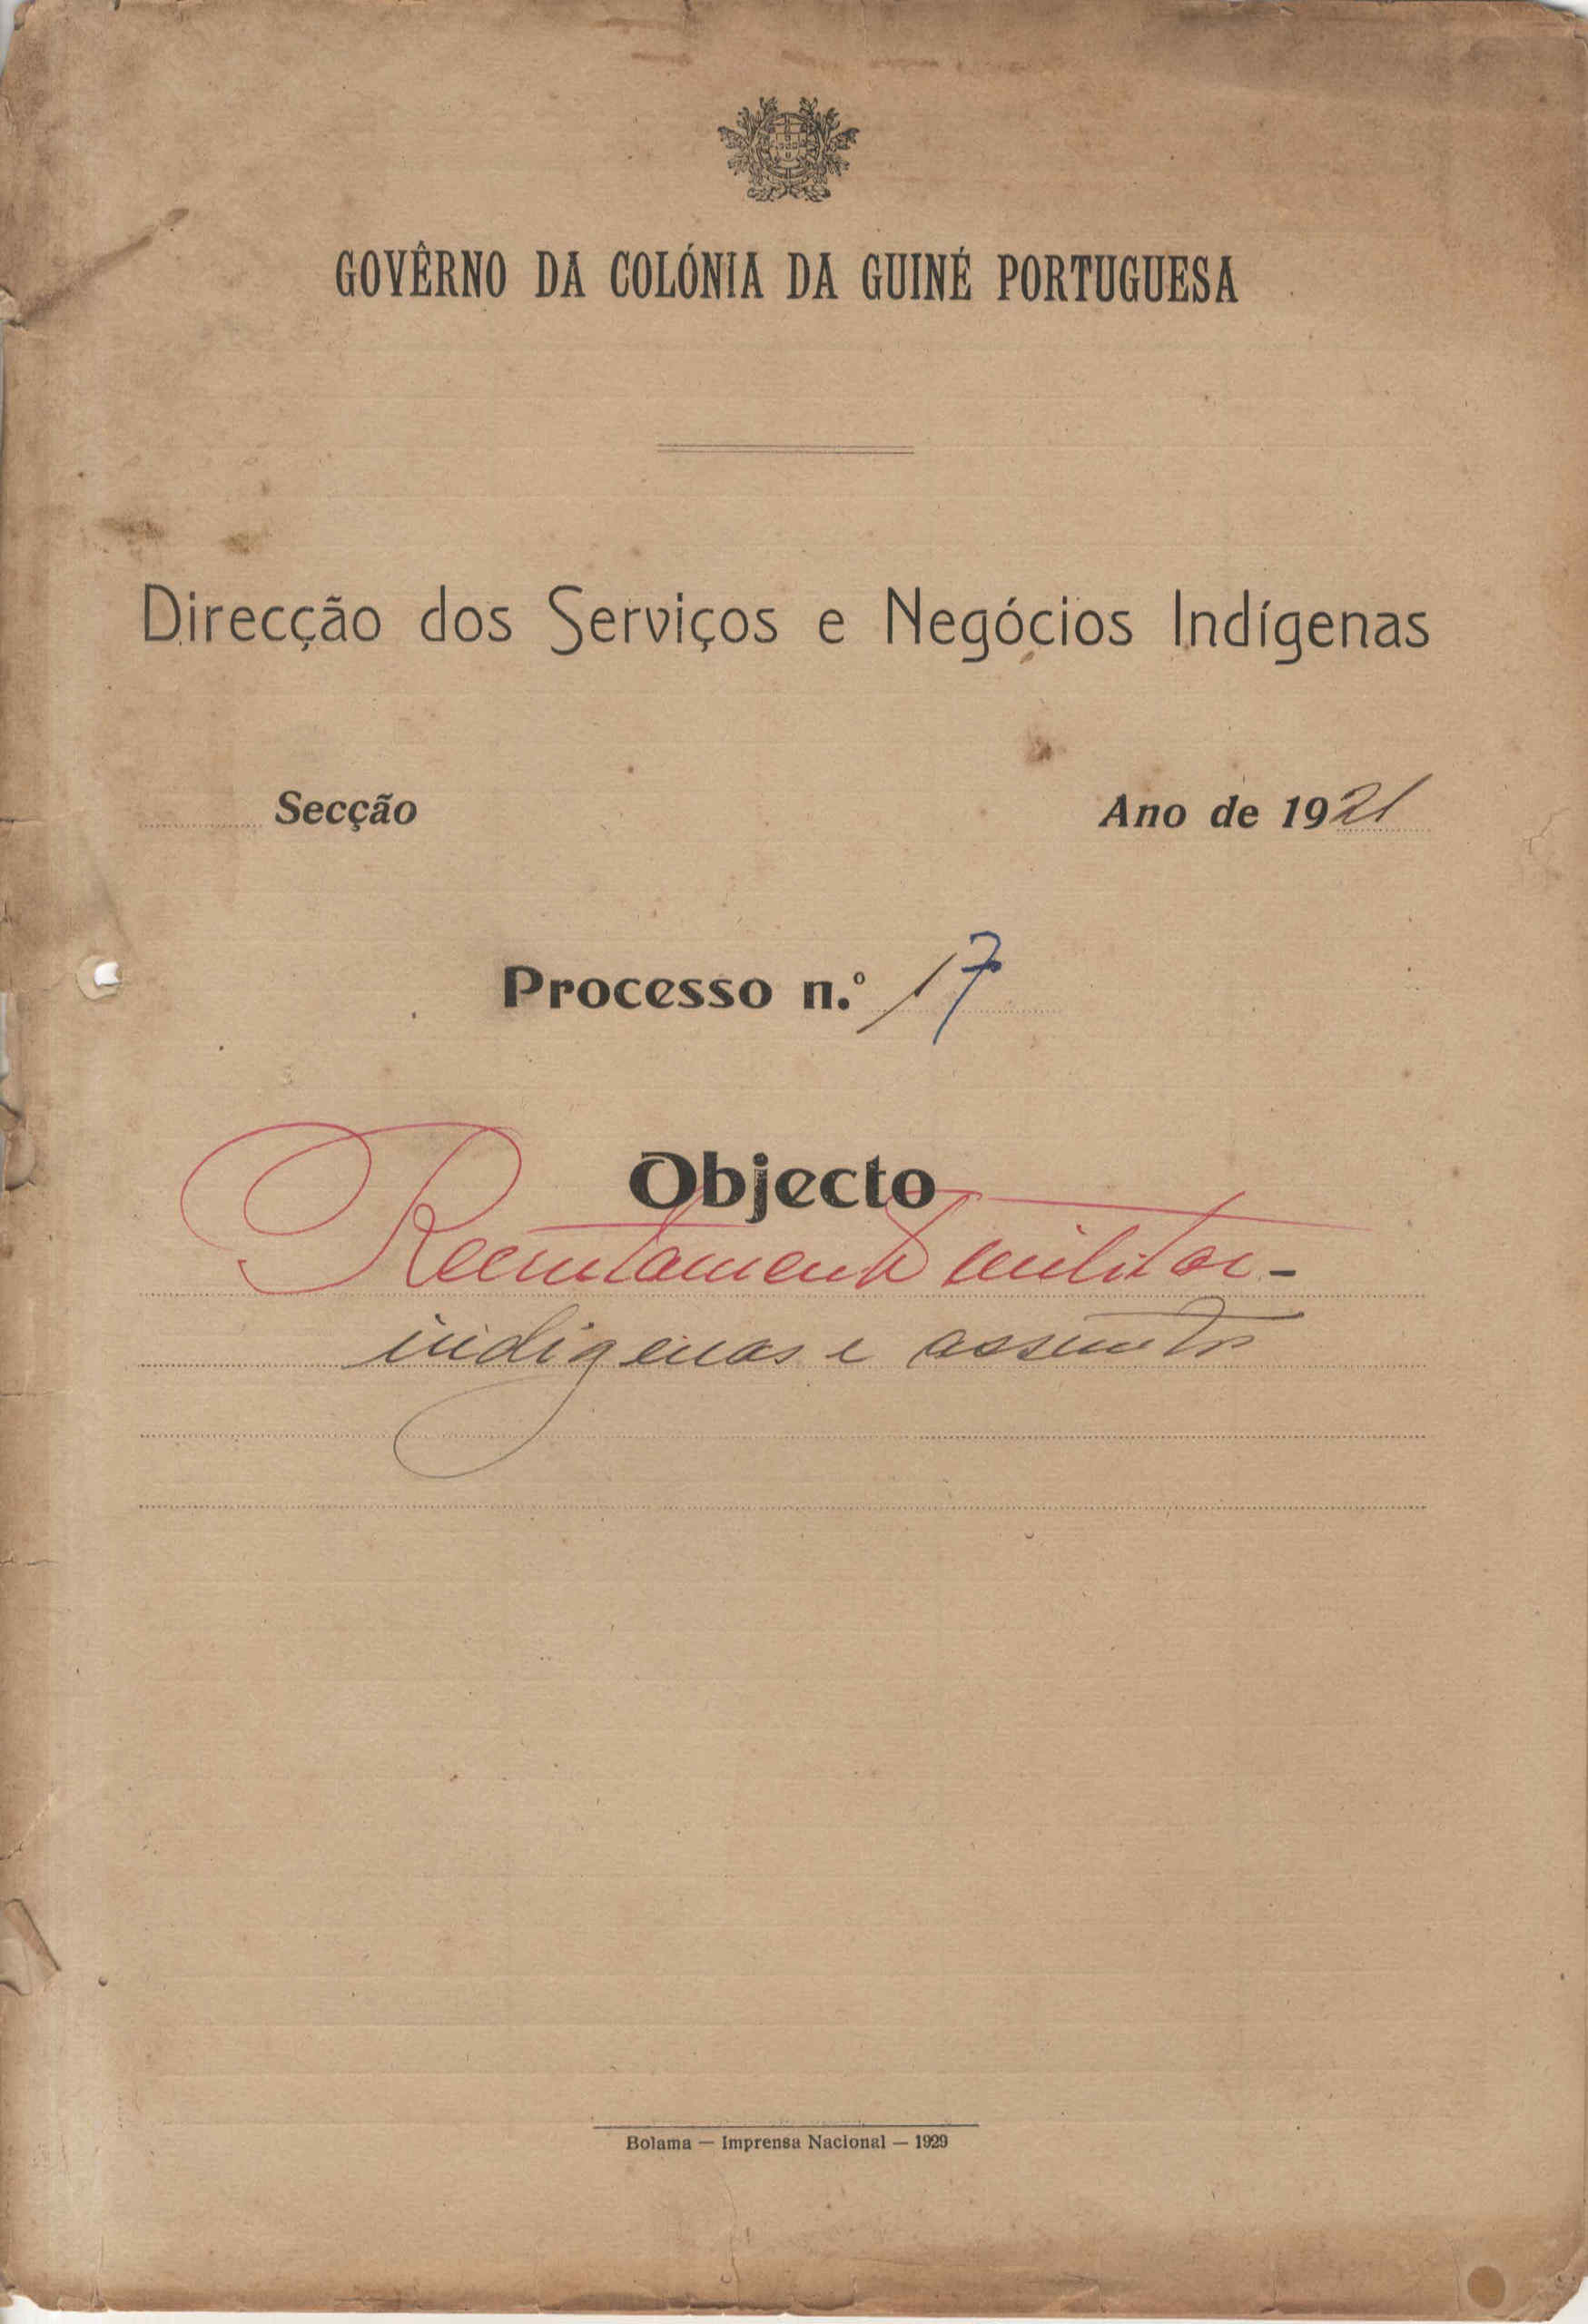 GOVÊRNO DA COLÓNIA DA GUINÉ PORTUGUESA
Direcção dos Serviços e Negócios Indígenas
Secção
Ano de 1921
Processo n.º 17
Objecto
Recrutamento militar -
indigenas e assunto
Bolama — Imprensa Nacional — 1929